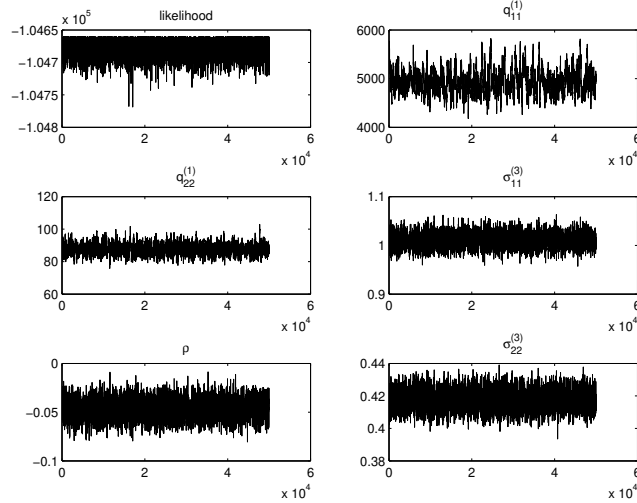 likelihood
x 10^5
−1.0465
−1.047
−1.0475
−1.048
0 2 4 6
x 10^4
q_{11}^{(1)}
6000
5000
4000
0 2 4 6
x 10^4
q_{22}^{(1)}
120
100
80
60
0 2 4 6
x 10^4
σ_{11}^{(3)}
1.1
1
0.9
0 2 4 6
x 10^4
ρ
0
−0.05
−0.1
0 2 4 6
x 10^4
σ_{22}^{(3)}
0.44
0.42
0.4
0.38
0 2 4 6
x 10^4